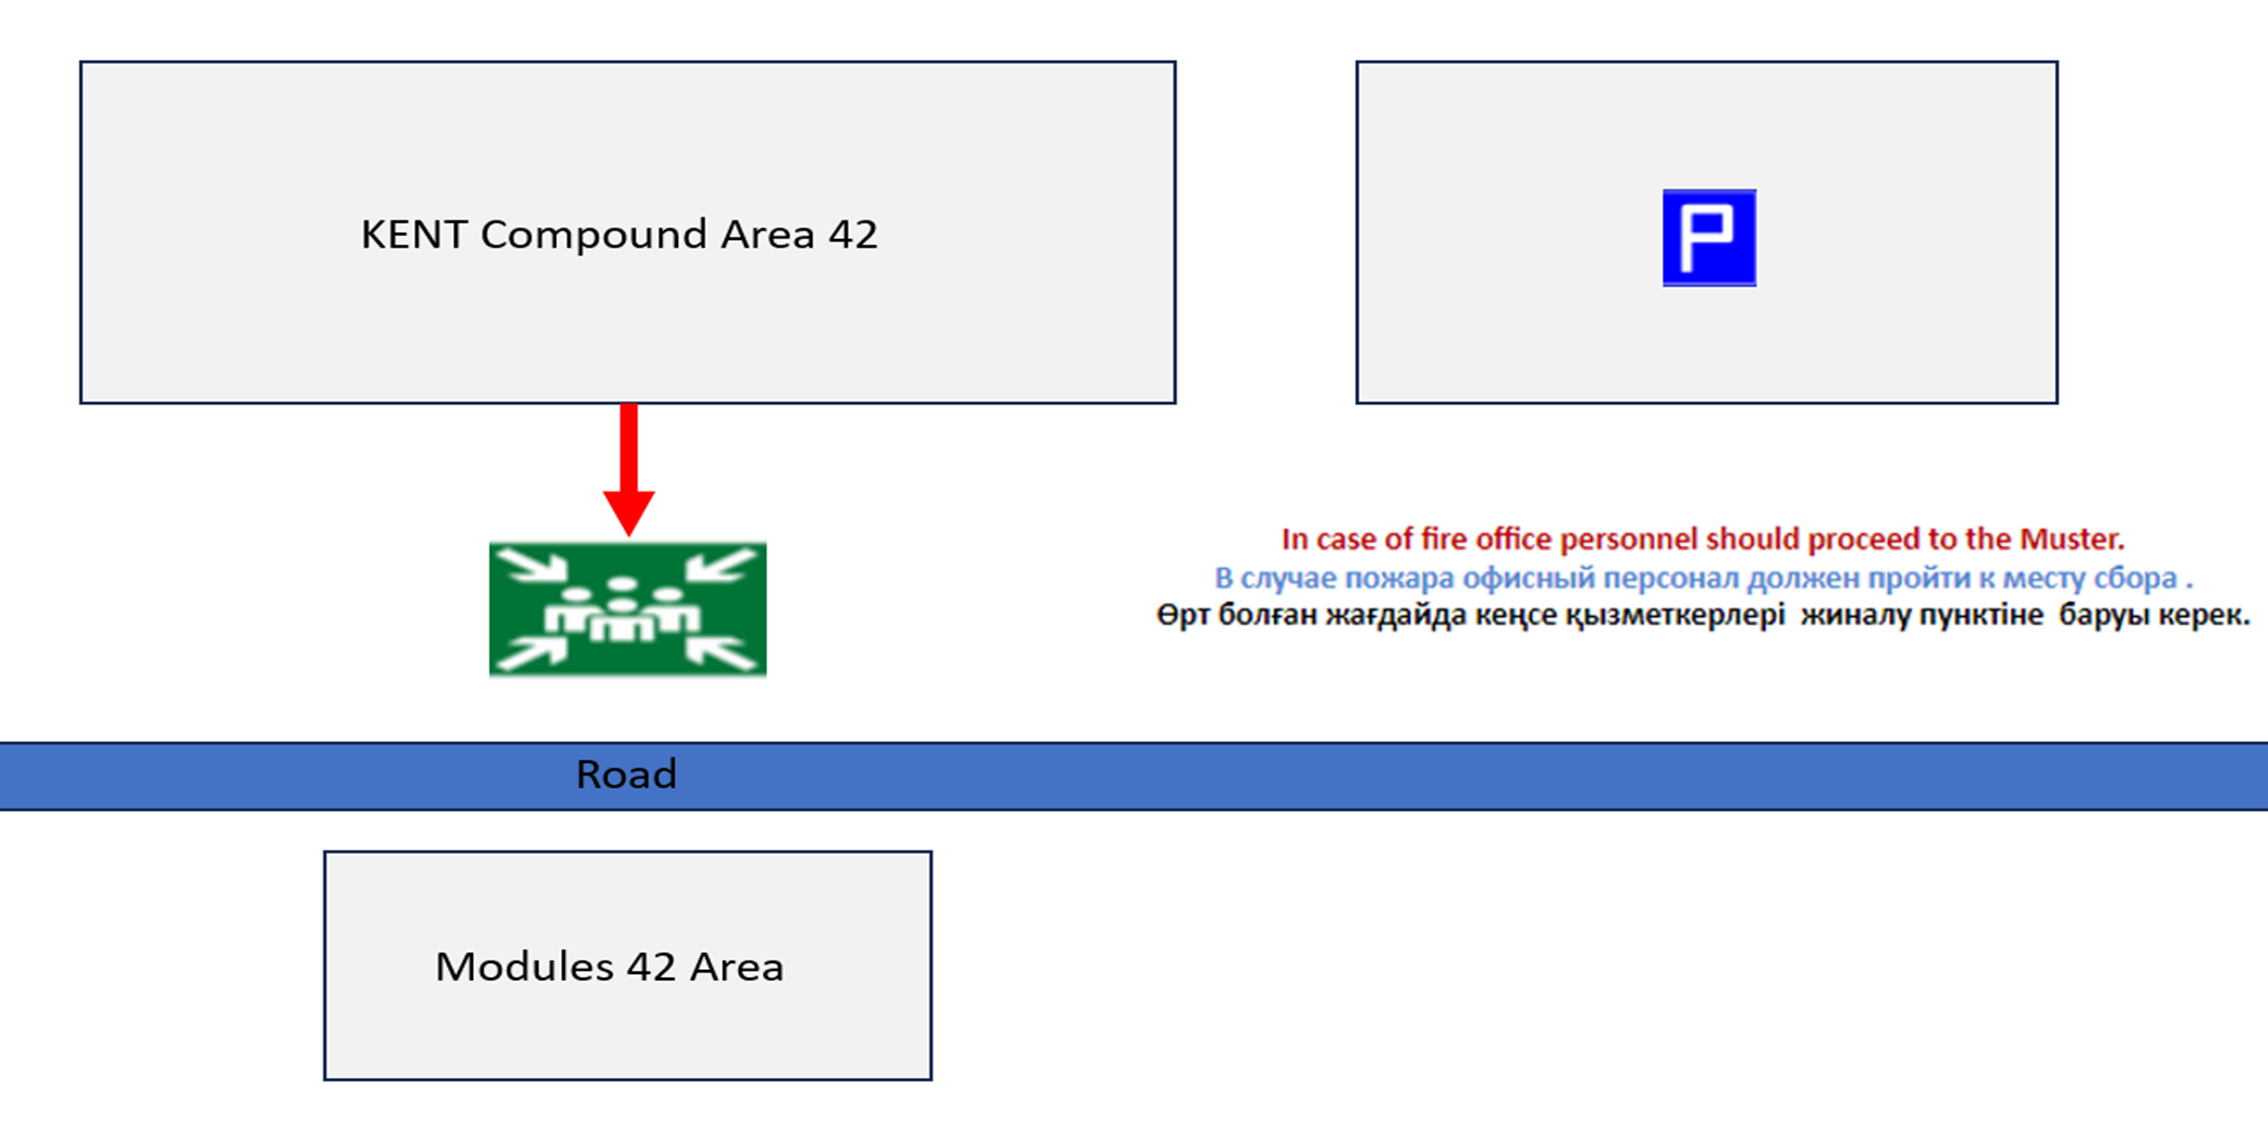 KENT Compound Area 42
P
In case of fire office personnel should proceed to the Muster.
В случае пожара офисный персонал должен пройти к месту сбора .
Өрт болған жағдайда кеңсе қызметкерлері  жиналу пунктіне  баруы керек.
Road
Modules 42 Area